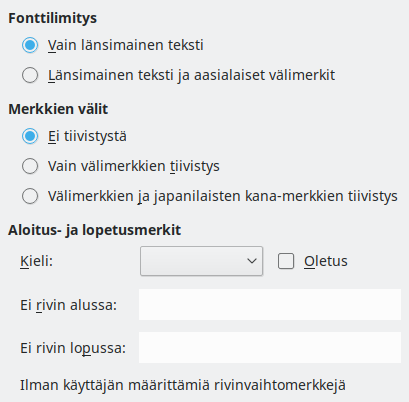 Fonttilimitys
Vain länsimainen teksti
Länsimainen teksti ja aasialaiset välimerkit
Merkkien välit
Ei tiivistystä
Vain välimerkkien tiivistys
Välimerkkien ja japanilaisten kana-merkkien tiivistys
Aloitus- ja lopetusmerkit
Kieli: Oletus
Ei rivin alussa:
Ei rivin lopussa:
Ilman käyttäjän määrittämiä rivinvaihtomerkkejä